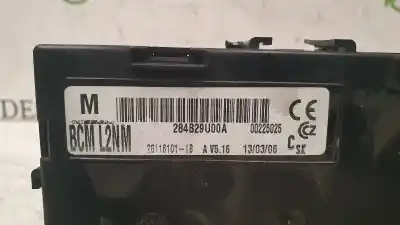 M
284B29U00A 00225025
BCM L2NM
28118101-1B A V5.16 13/03/06
CE
CZ
C SK